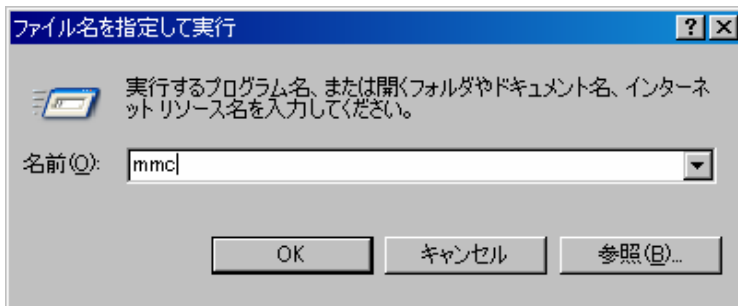 ファイル名を指定して実行
実行するプログラム名、または開くフォルダやドキュメント名、インターネ
ット リソース名を入力してください。
名前(O): mmc
OK キャンセル 参照(B)...